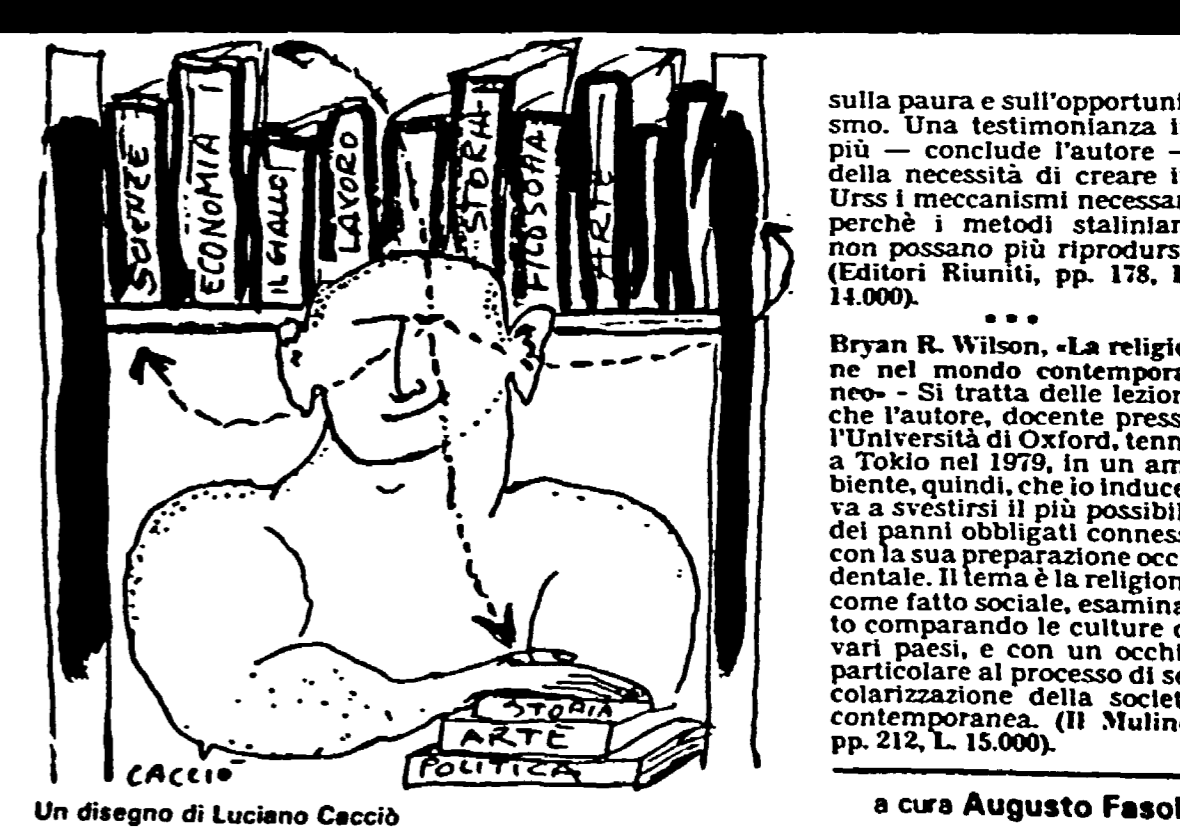 SCIENZE
ECONOMIA
IL GIALLO
LAVORO
STORIA
FILOSOFIA
ARTE
STORIA
ARTE
POLITICA
CACCIÒ
Un disegno di Luciano Cacciò
sulla paura e sull'opportuni
smo. Una testimonianza i
più — conclude l'autore —
della necessità di creare i
Urss i meccanismi necessar
perchè i metodi stalinian
non possano più riprodurs
(Editori Riuniti, pp. 178, L
14.000).
• • •
Bryan R. Wilson, «La religio
ne nel mondo contempora
neo» - Si tratta delle lezion
che l'autore, docente press
l'Università di Oxford, tenn
a Tokio nel 1979, in un am
biente, quindi, che lo induce
va a svestirsi il più possibil
dei panni obbligati conness
con la sua preparazione occ
dentale. Il tema è la religion
come fatto sociale, esamina
to comparando le culture d
vari paesi, e con un occhi
particolare al processo di se
colarizzazione della societ
contemporanea. (Il Mulino
pp. 212, L. 15.000).
a cura Augusto Fasol